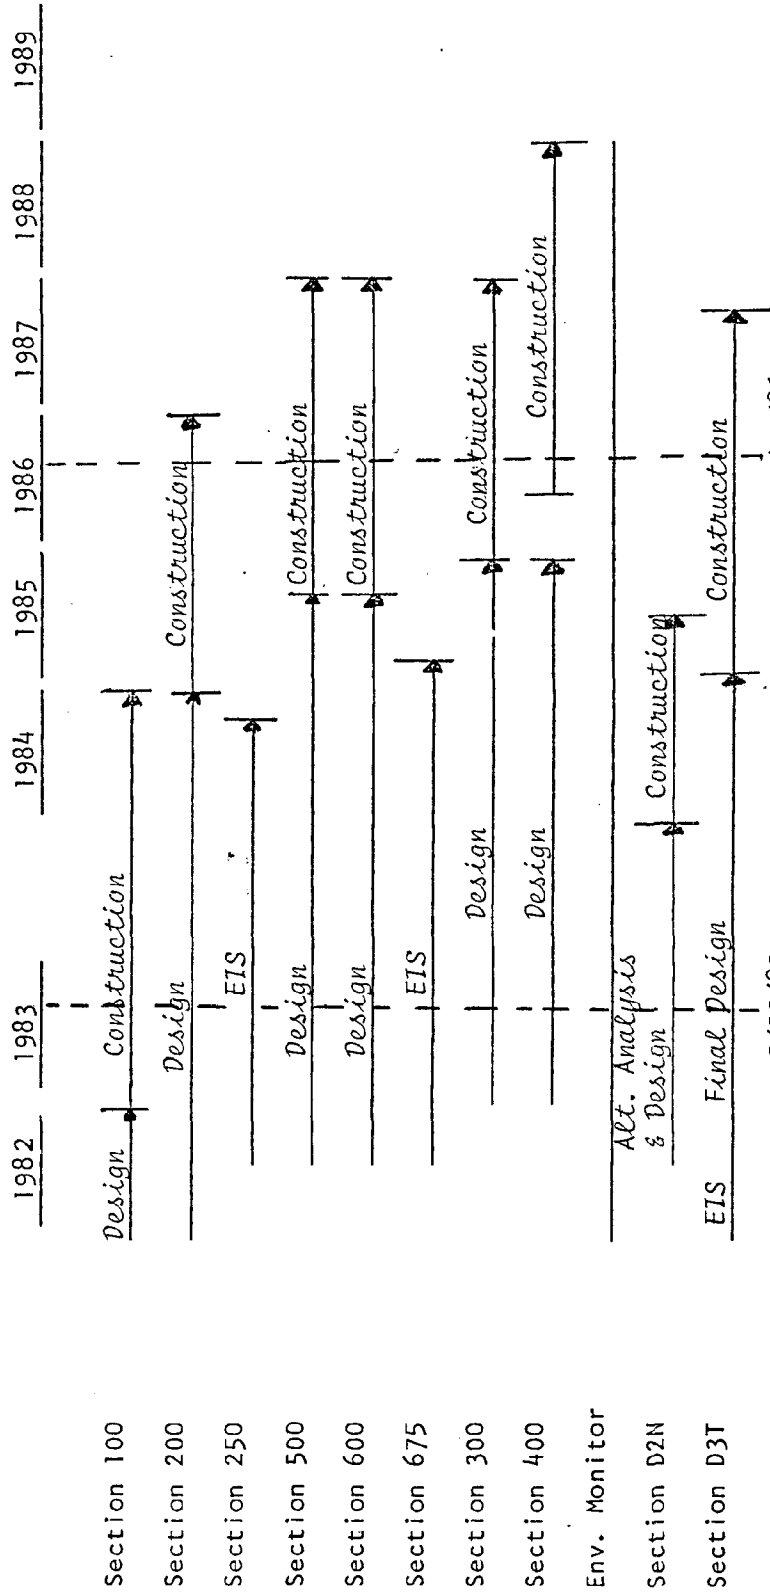 1982 1983 1984 1985 1986 1987 1988 1989
Section 100 Design Construction
Section 200 Design Construction
Section 250 EIS
Section 500 Design Construction
Section 600 Design Construction
Section 675 EIS
Section 300 Design Construction
Section 400 Design Construction
Env. Monitor
Alt. Analysis
Section D2N & Design Construction
Section D3T EIS Final Design Construction